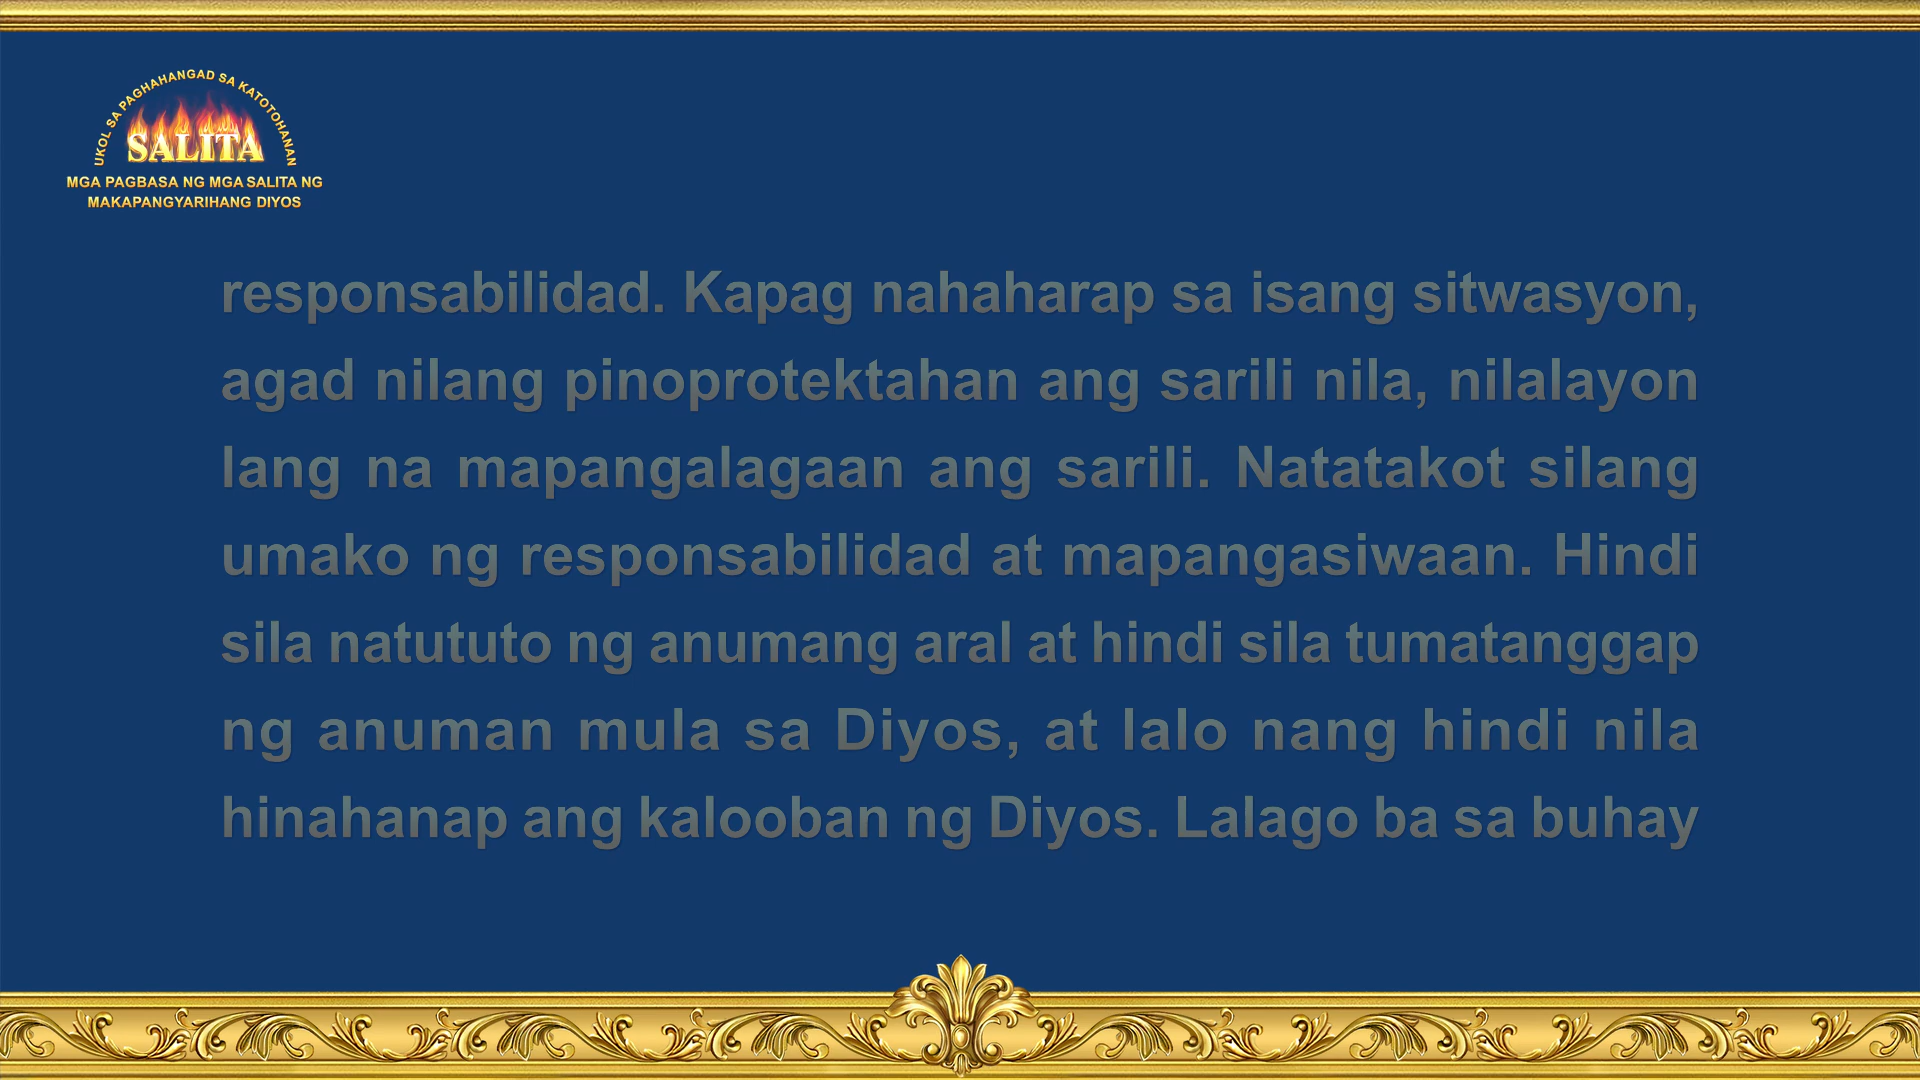 UKOL SA PAGHAHANGAD SA KATOTOHANAN
SALITA
MGA PAGBASA NG MGA SALITA NG
MAKAPANGYARIHANG DIYOS
responsabilidad. Kapag nahaharap sa isang sitwasyon,
agad nilang pinoprotektahan ang sarili nila, nilalayon
lang na mapangalagaan ang sarili. Natatakot silang
umako ng responsabilidad at mapangasiwaan. Hindi
sila natututo ng anumang aral at hindi sila tumatanggap
ng anuman mula sa Diyos, at lalo nang hindi nila
hinahanap ang kalooban ng Diyos. Lalago ba sa buhay